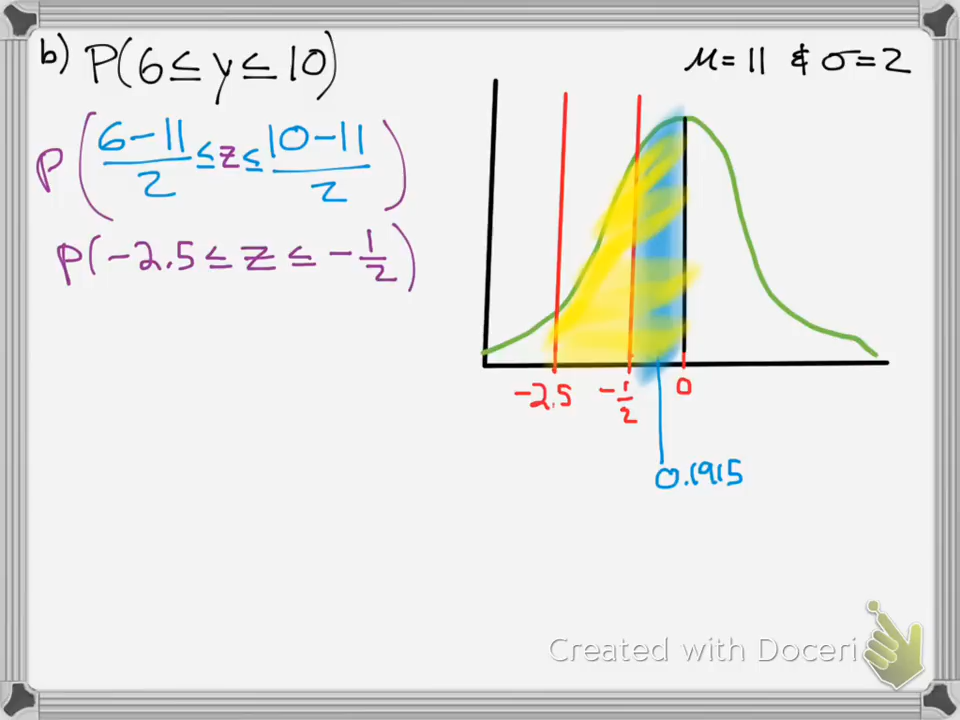 b) P(6 ≤ y ≤ 10)
μ = 11 & σ = 2
P(6-11/2 ≤ z ≤ 10-11/2)
P(-2.5 ≤ z ≤ -1/2)
-2.5 -1/2 0
0.1915
Created with Doceri